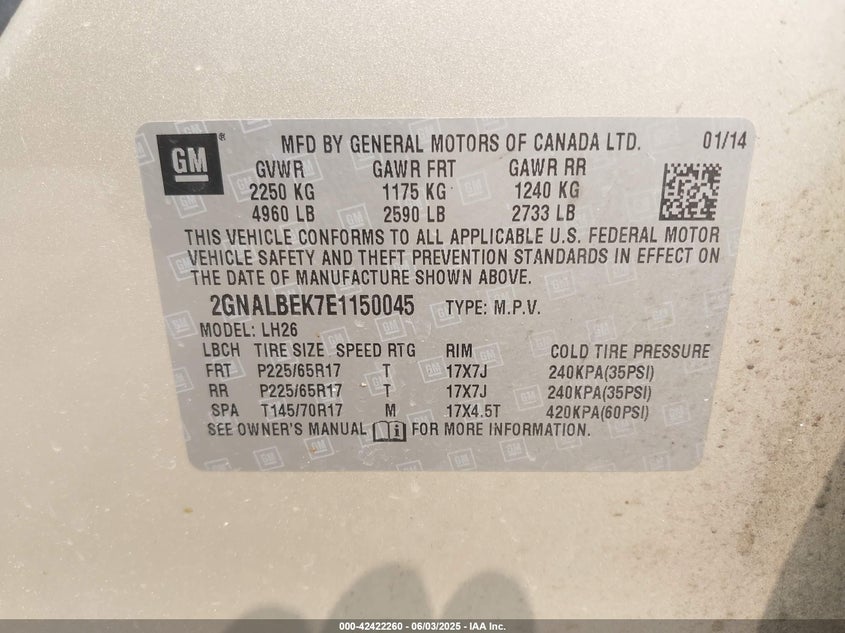 GM ® MFD BY GENERAL MOTORS OF CANADA LTD. 01/14
GVWR GAWR FRT GAWR RR
2250 KG 1175 KG 1240 KG
4960 LB 2590 LB 2733 LB
THIS VEHICLE CONFORMS TO ALL APPLICABLE U.S. FEDERAL MOTOR
VEHICLE SAFETY AND THEFT PREVENTION STANDARDS IN EFFECT ON
THE DATE OF MANUFACTURE SHOWN ABOVE.
2GNALBEK7E1150045 TYPE: M.P.V.
MODEL: LH26
LBCH TIRE SIZE SPEED RTG RIM COLD TIRE PRESSURE
FRT P225/65R17 T 17X7J 240KPA(35PSI)
RR P225/65R17 T 17X7J 240KPA(35PSI)
SPA T145/70R17 M 17X4.5T 420KPA(60PSI)
SEE OWNER'S MANUAL FOR MORE INFORMATION.
000-42422260 - 06/03/2025 - IAA Inc.